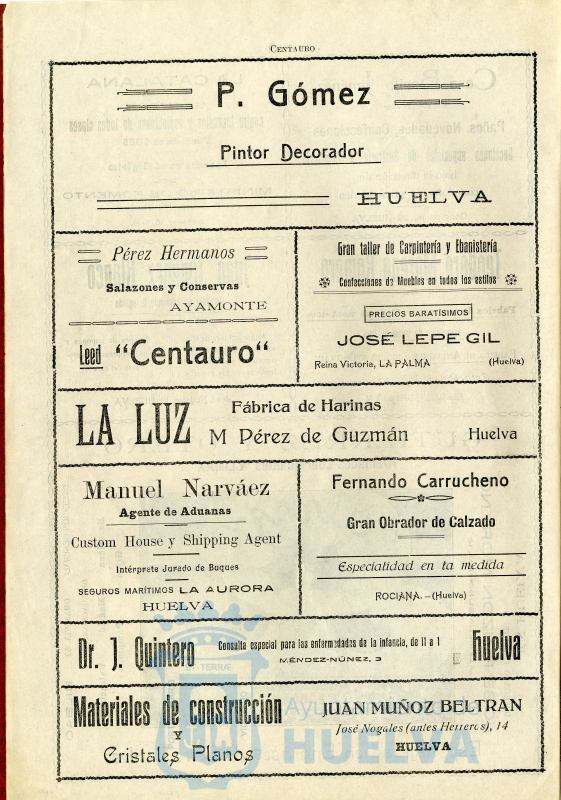 CENTAURO
P. Gómez
Pintor Decorador
HUELVA
Pérez Hermanos
Salazones y Conservas
AYAMONTE
Leed "Centauro"
Gran taller de Carpintería y Ebanistería
Confecciones de Muebles en todos los estilos
PRECIOS BARATÍSIMOS
JOSÉ LEPE GIL
Reina Victoria, LA PALMA (Huelva)
LA LUZ
Fábrica de Harinas
M Pérez de Guzmán Huelva
Manuel Narváez
Agente de Aduanas
Custom House y Shipping Agent
Intérprete Jurado de Buques
SEGUROS MARÍTIMOS LA AURORA
HUELVA
Fernando Carrucheno
Gran Obrador de Calzado
Especialidad en la medida
ROCIANA.—(Huelva)
Dr. J. Quintero
Consulta especial para las enfermedades de la infancia, de 11 a 1
MÉNDEZ-NÚNEZ, 3
Huelva
Materiales de construcción
Y
Cristales Planos
JUAN MUÑOZ BELTRAN
José Nogales (antes Herreros), 14
HUELVA
TERRÆ
HUELVA